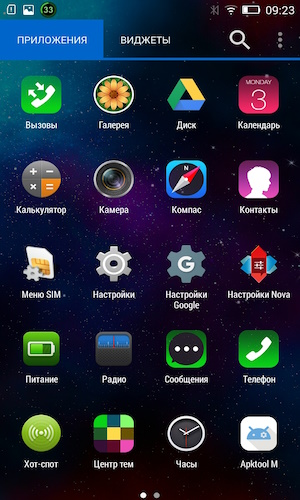 33 09:23
ПРИЛОЖЕНИЯ ВИДЖЕТЫ
MONDAY
3
Вызовы Галерея Диск Календарь
N
Калькулятор Камера Компас Контакты
G
Меню SIM Настройки Настройки Google Настройки Nova
Питание Радио Сообщения Телефон
Хот-спот Центр тем Часы Apktool M